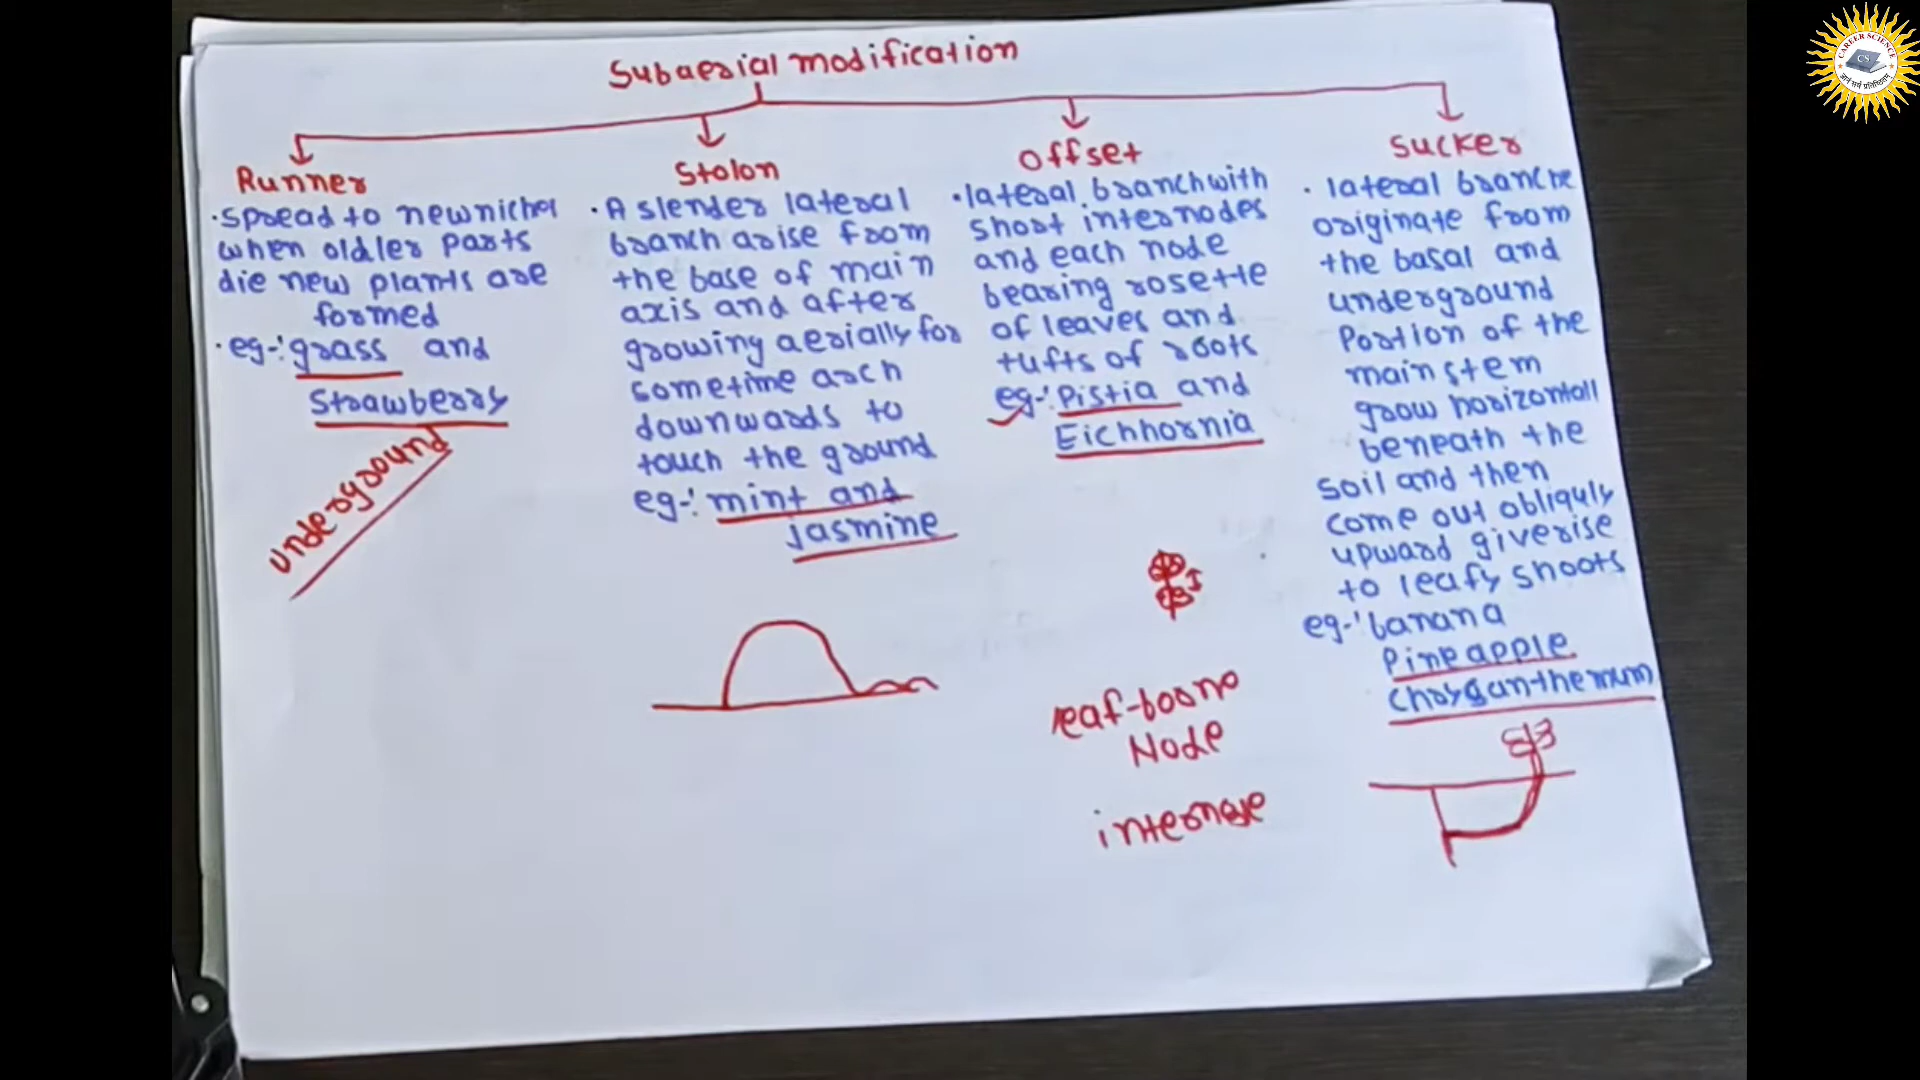 Subaerial modification
Runner
• spread to new niches
when oldler parts
die new plants are
formed
• eg-: grass and
Strawberry
underground
Stolon
• A slender lateral
branch arise from
the base of main
axis and after
growing aerially for
sometime arch
downwards to
touch the ground
eg-: mint and
Jasmine
Offset
• lateral branch with
short internodes
and each node
bearing rosette
of leaves and
tufts of roots
eg-: Pistia and
Eichhornia
leaf-borne
Node
internode
Sucker
• lateral branche
originate from
the basal and
underground
Portion of the
main stem
grow horizontall
beneath the
soil and then
come out obliquly
upward giverise
to leafy shoots
eg-: banana
Pineapple
CAREER SCIENCE
CS